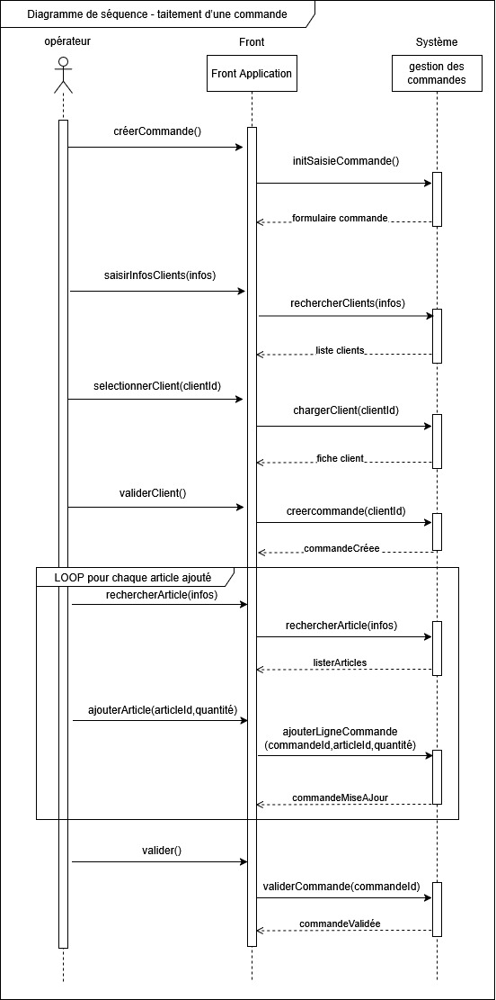 Diagramme de séquence - taitement d'une commande
opérateur
Front
Système
Front Application
gestion des
commandes
créerCommande()
initSaisieCommande()
formulaire commande
saisirInfosClients(infos)
rechercherClients(infos)
liste clients
selectionnerClient(clientId)
chargerClient(clientId)
fiche client
validerClient()
creercommande(clientId)
commandeCréee
LOOP pour chaque article ajouté
rechercherArticle(infos)
rechercherArticle(infos)
listerArticles
ajouterArticle(articleId,quantité)
ajouterLigneCommande
(commandeId,articleId,quantité)
commandeMiseAJour
valider()
validerCommande(commandeId)
commandeValidée